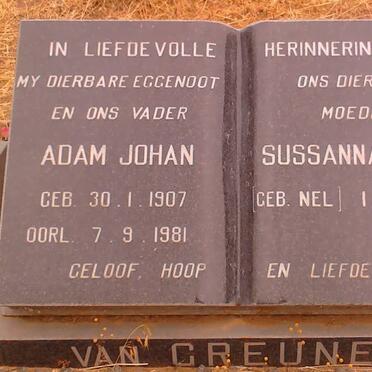 IN LIEFDEVOLLE
MY DIERBARE EGGENOOT
EN ONS VADER
ADAM JOHAN
GEB. 30.1.1907
OORL. 7.9.1981
GELOOF, HOOP
HERINNERIN
ONS DIER
MOED
SUSSANNA
(GEB. NEL) 1
EN LIEFDE
VAN GREUNE